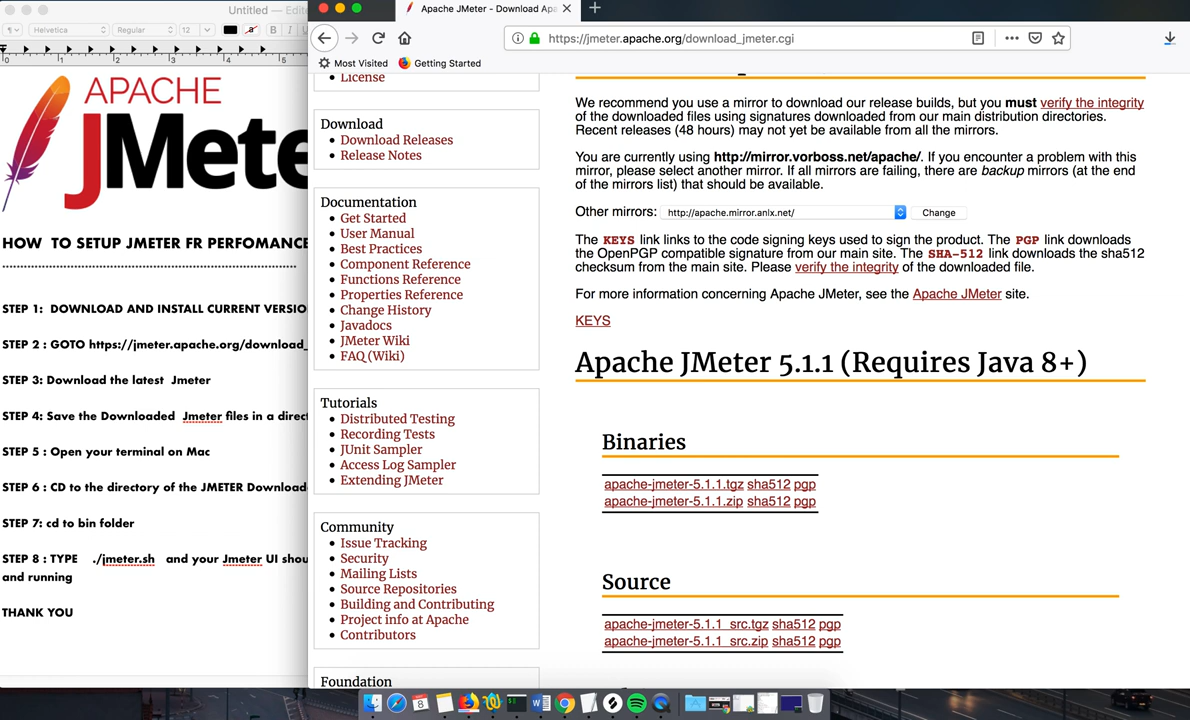 Untitled — Edite
Helvetica
Regular
12
B I U
0 1 2 3 4 5
APACHE
JMete
HOW  TO SETUP JMETER FR PERFOMANCE
STEP 1:  DOWNLOAD AND INSTALL CURRENT VERSIO
STEP 2 : GOTO https://jmeter.apache.org/download_
STEP 3: Download the latest  Jmeter
STEP 4: Save the Downloaded  Jmeter files in a direct
STEP 5 : Open your terminal on Mac
STEP 6 : CD to the directory of the JMETER Download
STEP 7: cd to bin folder
STEP 8 : TYPE    ./jmeter.sh   and your Jmeter UI shou
and running
THANK YOU
Apache JMeter - Download Apa
https://jmeter.apache.org/download_jmeter.cgi
Most Visited
Getting Started
License
Download
Download Releases
Release Notes
Documentation
Get Started
User Manual
Best Practices
Component Reference
Functions Reference
Properties Reference
Change History
Javadocs
JMeter Wiki
FAQ (Wiki)
Tutorials
Distributed Testing
Recording Tests
JUnit Sampler
Access Log Sampler
Extending JMeter
Community
Issue Tracking
Security
Mailing Lists
Source Repositories
Building and Contributing
Project info at Apache
Contributors
Foundation
We recommend you use a mirror to download our release builds, but you must verify the integrity
of the downloaded files using signatures downloaded from our main distribution directories.
Recent releases (48 hours) may not yet be available from all the mirrors.
You are currently using http://mirror.vorboss.net/apache/. If you encounter a problem with this
mirror, please select another mirror. If all mirrors are failing, there are backup mirrors (at the end
of the mirrors list) that should be available.
Other mirrors: http://apache.mirror.anlx.net/ Change
The KEYS link links to the code signing keys used to sign the product. The PGP link downloads
the OpenPGP compatible signature from our main site. The SHA-512 link downloads the sha512
checksum from the main site. Please verify the integrity of the downloaded file.
For more information concerning Apache JMeter, see the Apache JMeter site.
KEYS
Apache JMeter 5.1.1 (Requires Java 8+)
Binaries
apache-jmeter-5.1.1.tgz sha512 pgp
apache-jmeter-5.1.1.zip sha512 pgp
Source
apache-jmeter-5.1.1_src.tgz sha512 pgp
apache-jmeter-5.1.1_src.zip sha512 pgp